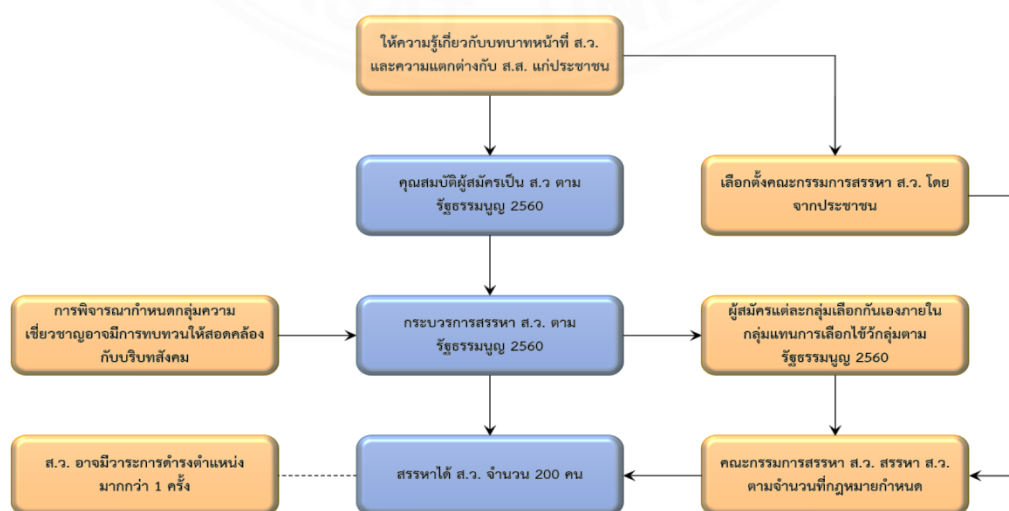 ให้ความรู้เกี่ยวกับบทบาทหน้าที่ ส.ว.
และความแตกต่างกับ ส.ส. แก่ประชาชน
คุณสมบัติผู้สมัครเป็น ส.ว ตาม
รัฐธรรมนูญ 2560
เลือกตั้งคณะกรรมการสรรหา ส.ว. โดย
จากประชาชน
การพิจารณากำหนดกลุ่มความ
เชี่ยวชาญอาจมีการทบทวนให้สอดคล้อง
กับบริบทสังคม
กระบวรการสรรหา ส.ว. ตาม
รัฐธรรมนูญ 2560
ผู้สมัครแต่ละกลุ่มเลือกกันเองภายใน
กลุ่มแทนการเลือกไขว้กลุ่มตาม
รัฐธรรมนูญ 2560
ส.ว. อาจมีวาระการดำรงตำแหน่ง
มากกว่า 1 ครั้ง
สรรหาได้ ส.ว. จำนวน 200 คน
คณะกรรมการสรรหา ส.ว. สรรหา ส.ว.
ตามจำนวนที่กฎหมายกำหนด